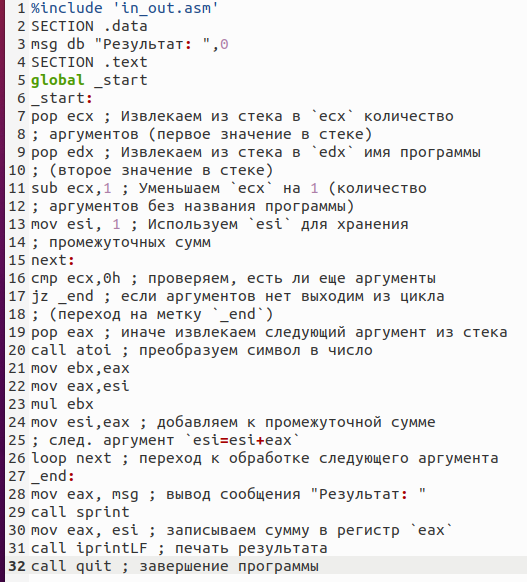 1 %include 'in_out.asm'
2 SECTION .data
3 msg db "Результат: ",0
4 SECTION .text
5 global _start
6 _start:
7 pop ecx ; Извлекаем из стека в `ecx` количество
8 ; аргументов (первое значение в стеке)
9 pop edx ; Извлекаем из стека в `edx` имя программы
10 ; (второе значение в стеке)
11 sub ecx,1 ; Уменьшаем `ecx` на 1 (количество
12 ; аргументов без названия программы)
13 mov esi, 1 ; Используем `esi` для хранения
14 ; промежуточных сумм
15 next:
16 cmp ecx,0h ; проверяем, есть ли еще аргументы
17 jz _end ; если аргументов нет выходим из цикла
18 ; (переход на метку `_end`)
19 pop eax ; иначе извлекаем следующий аргумент из стека
20 call atoi ; преобразуем символ в число
21 mov ebx,eax
22 mov eax,esi
23 mul ebx
24 mov esi,eax ; добавляем к промежуточной сумме
25 ; след. аргумент `esi=esi+eax`
26 loop next ; переход к обработке следующего аргумента
27 _end:
28 mov eax, msg ; вывод сообщения "Результат: "
29 call sprint
30 mov eax, esi ; записываем сумму в регистр `eax`
31 call iprintLF ; печать результата
32 call quit ; завершение программы